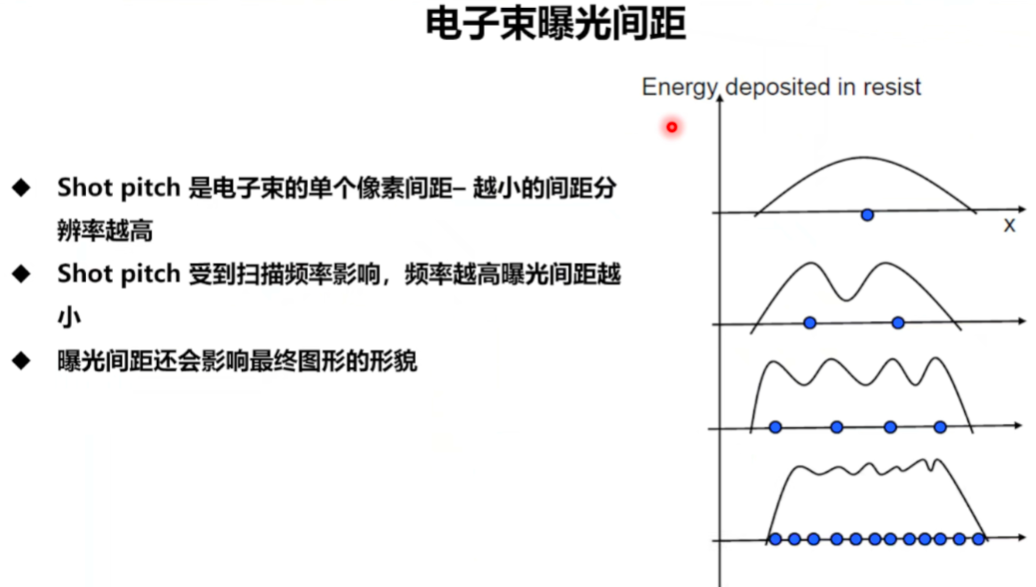 电子束曝光间距
Energy deposited in resist
Shot pitch 是电子束的单个像素间距– 越小的间距分
辨率越高
Shot pitch 受到扫描频率影响，频率越高曝光间距越
小
曝光间距还会影响最终图形的形貌
x